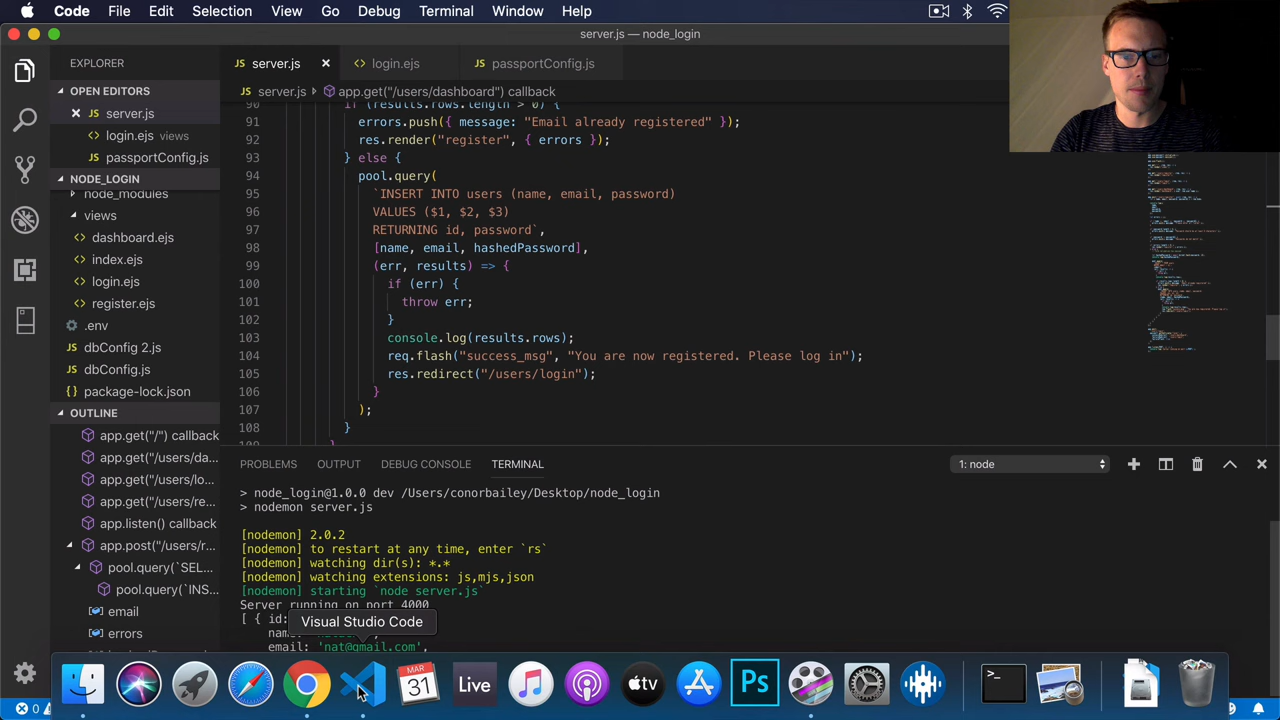 Code File Edit Selection View Go Debug Terminal Window Help
server.js — node_login
EXPLORER
server.js
login.ejs
JS passportConfig.js
server.js > app.get("/users/dashboard") callback
OPEN EDITORS
JS server.js
<> login.ejs views
JS passportConfig.js
NODE_LOGIN
node_modules
views
<> dashboard.ejs
<> index.ejs
<> login.ejs
<> register.ejs
.env
JS dbConfig 2.js
JS dbConfig.js
{} package-lock.json
OUTLINE
app.get("/") callback
app.get("/users/da...
app.get("/users/lo...
app.get("/users/re...
app.listen() callback
app.post("/users/r...
pool.query(`SEL...
pool.query(`INS...
email
errors
90 if (results.rows.length > 0) {
91 errors.push({ message: "Email already registered" });
92 res.render("register", { errors });
93 } else {
94 pool.query(
95 `INSERT INTO users (name, email, password)
96 VALUES ($1, $2, $3)
97 RETURNING id, password`,
98 [name, email, hashedPassword],
99 (err, results) => {
100 if (err) {
101 throw err;
102 }
103 console.log(results.rows);
104 req.flash("success_msg", "You are now registered. Please log in");
105 res.redirect("/users/login");
106 }
107 );
108 }
109 }
PROBLEMS OUTPUT DEBUG CONSOLE TERMINAL
1: node
> node_login@1.0.0 dev /Users/conorbailey/Desktop/node_login
> nodemon server.js
[nodemon] 2.0.2
[nodemon] to restart at any time, enter `rs`
[nodemon] watching dir(s): *.*
[nodemon] watching extensions: js,mjs,json
[nodemon] starting `node server.js`
Server running on port 4000
[ { id:
name:
email: 'nat@gmail.com',
Visual Studio Code
MAR
31
Live
tv
Ps
>_
0